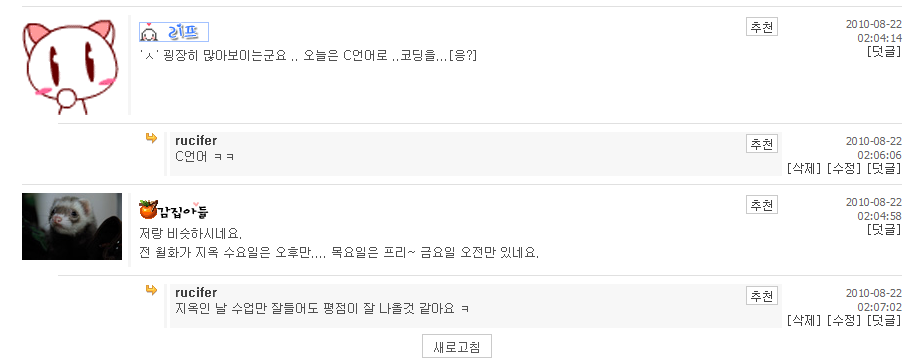 리프
추천
2010-08-22
02:04:14
[덧글]
'ㅅ' 굉장히 많아보이는군요 .. 오늘은 C언어로 ..코딩을...[응?]
rucifer
추천
2010-08-22
02:06:06
C언어 ㅋㅋ
[삭제] [수정] [덧글]
감집아들
추천
2010-08-22
02:04:58
[덧글]
저랑 비슷하시네요.
전 월화가 지옥 수요일은 오후만.... 목요일은 프리~ 금요일 오전만 있네요.
rucifer
추천
2010-08-22
02:07:02
지옥인 날 수업만 잘들어도 평점이 잘 나올것 같아요 ㅋ
[삭제] [수정] [덧글]
새로고침